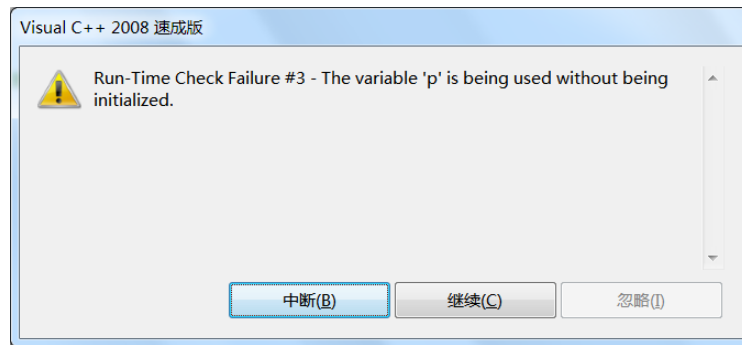 Visual C++ 2008 速成版
Run-Time Check Failure #3 - The variable 'p' is being used without being
initialized.
中断(B) 继续(C) 忽略(I)